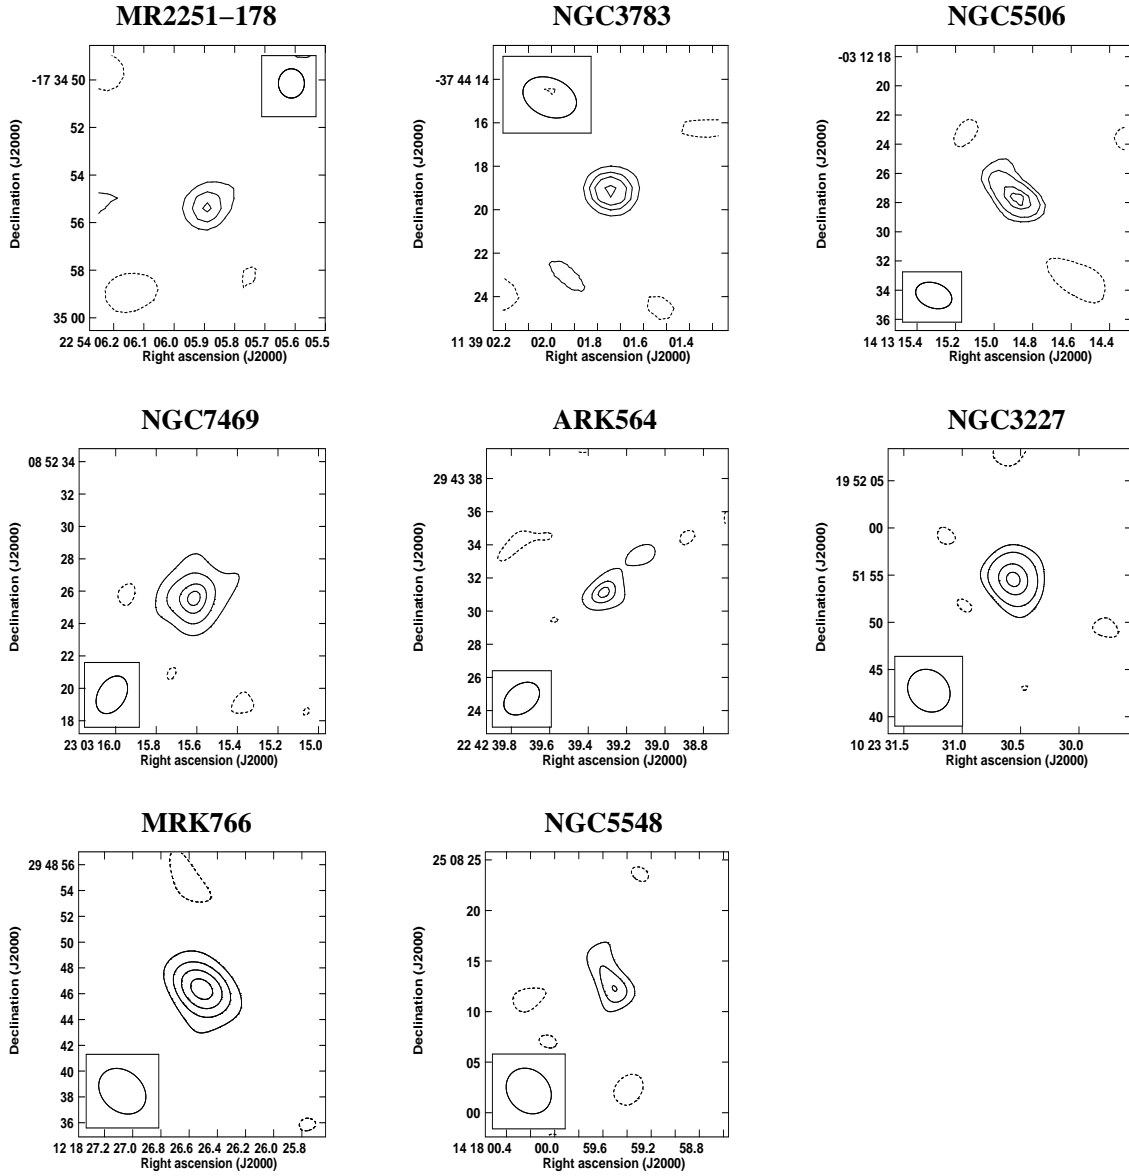 MR2251−178
NGC3783
NGC5506
Declination (J2000)
-17 34 50
52
54
56
58
35 00
22 54 06.2 06.1 06.0 05.9 05.8 05.7 05.6 05.5
Right ascension (J2000)
Declination (J2000)
-37 44 14
16
18
20
22
24
11 39 02.2 02.0 01.8 01.6 01.4
Right ascension (J2000)
Declination (J2000)
-03 12 18
20
22
24
26
28
30
32
34
36
14 13 15.4 15.2 15.0 14.8 14.6 14.4
Right ascension (J2000)
NGC7469
ARK564
NGC3227
Declination (J2000)
08 52 34
32
30
28
26
24
22
20
18
23 03 16.0 15.8 15.6 15.4 15.2 15.0
Right ascension (J2000)
Declination (J2000)
29 43 38
36
34
32
30
28
26
24
22 42 39.8 39.6 39.4 39.2 39.0 38.8
Right ascension (J2000)
Declination (J2000)
19 52 05
00
51 55
50
45
40
10 23 31.5 31.0 30.5 30.0
Right ascension (J2000)
MRK766
NGC5548
Declination (J2000)
29 48 56
54
52
50
48
46
44
42
40
38
36
12 18 27.2 27.0 26.8 26.6 26.4 26.2 26.0 25.8
Right ascension (J2000)
Declination (J2000)
25 08 25
20
15
10
05
00
14 18 00.4 00.0 59.6 59.2 58.8
Right ascension (J2000)